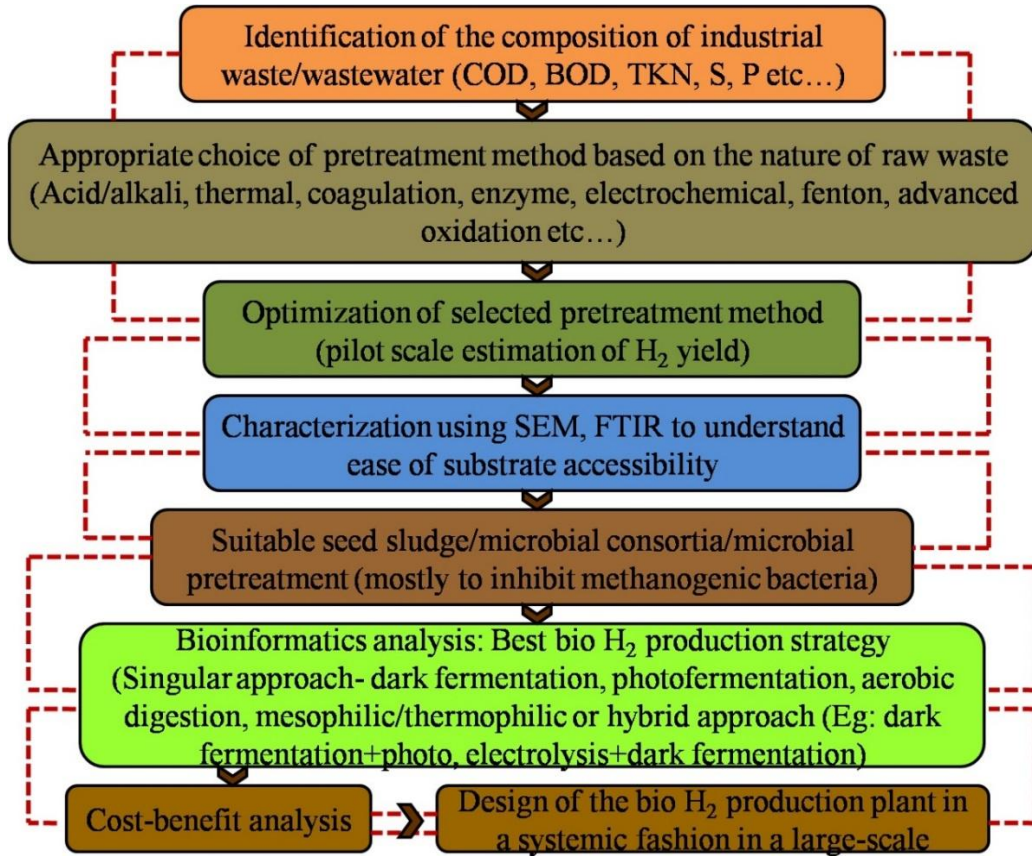 Identification of the composition of industrial
waste/wastewater (COD, BOD, TKN, S, P etc…)
Appropriate choice of pretreatment method based on the nature of raw waste
(Acid/alkali, thermal, coagulation, enzyme, electrochemical, fenton, advanced
oxidation etc…)
Optimization of selected pretreatment method
(pilot scale estimation of H₂ yield)
Characterization using SEM, FTIR to understand
ease of substrate accessibility
Suitable seed sludge/microbial consortia/microbial
pretreatment (mostly to inhibit methanogenic bacteria)
Bioinformatics analysis: Best bio H₂ production strategy
(Singular approach- dark fermentation, photofermentation, aerobic
digestion, mesophilic/thermophilic or hybrid approach (Eg: dark
fermentation+photo, electrolysis+dark fermentation)
Cost-benefit analysis
Design of the bio H₂ production plant in
a systemic fashion in a large-scale